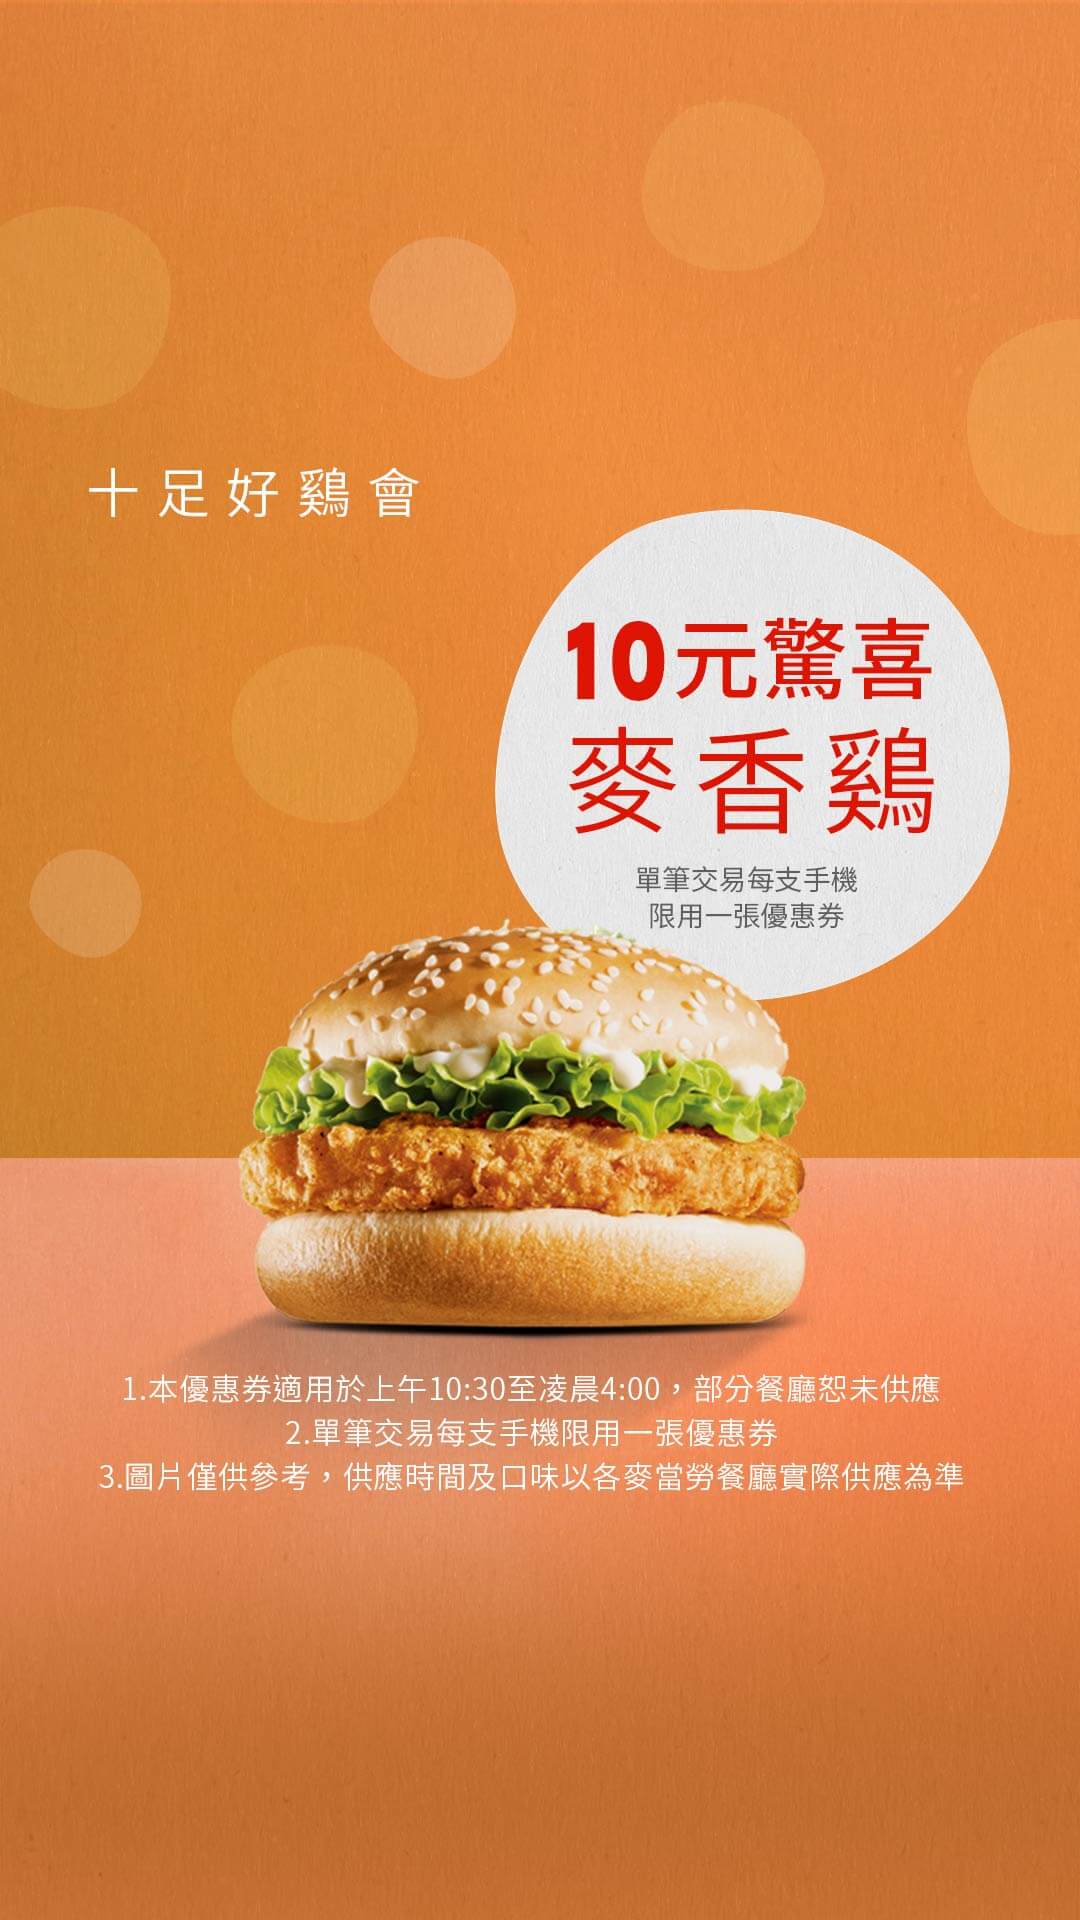 十足好鷄會
10元驚喜
麥香鷄
單筆交易每支手機
限用一張優惠券
1.本優惠券適用於上午10:30至凌晨4:00，部分餐廳恕未供應
2.單筆交易每支手機限用一張優惠券
3.圖片僅供參考，供應時間及口味以各麥當勞餐廳實際供應為準